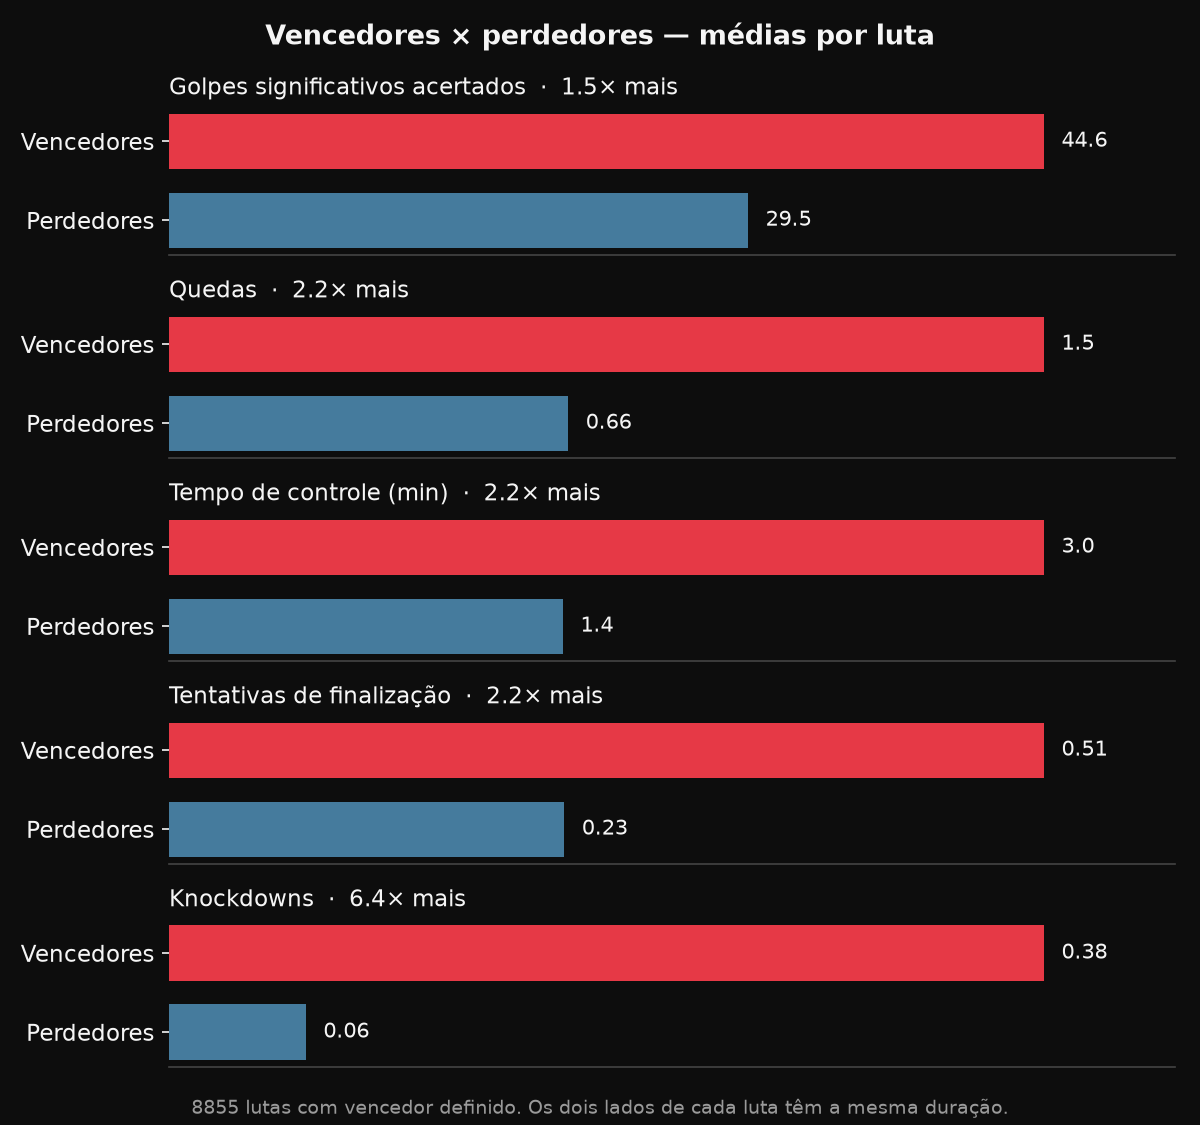 Vencedores × perdedores — médias por luta
Golpes significativos acertados · 1.5× mais
Vencedores 44.6
Perdedores 29.5
Quedas · 2.2× mais
Vencedores 1.5
Perdedores 0.66
Tempo de controle (min) · 2.2× mais
Vencedores 3.0
Perdedores 1.4
Tentativas de finalização · 2.2× mais
Vencedores 0.51
Perdedores 0.23
Knockdowns · 6.4× mais
Vencedores 0.38
Perdedores 0.06
8855 lutas com vencedor definido. Os dois lados de cada luta têm a mesma duração.